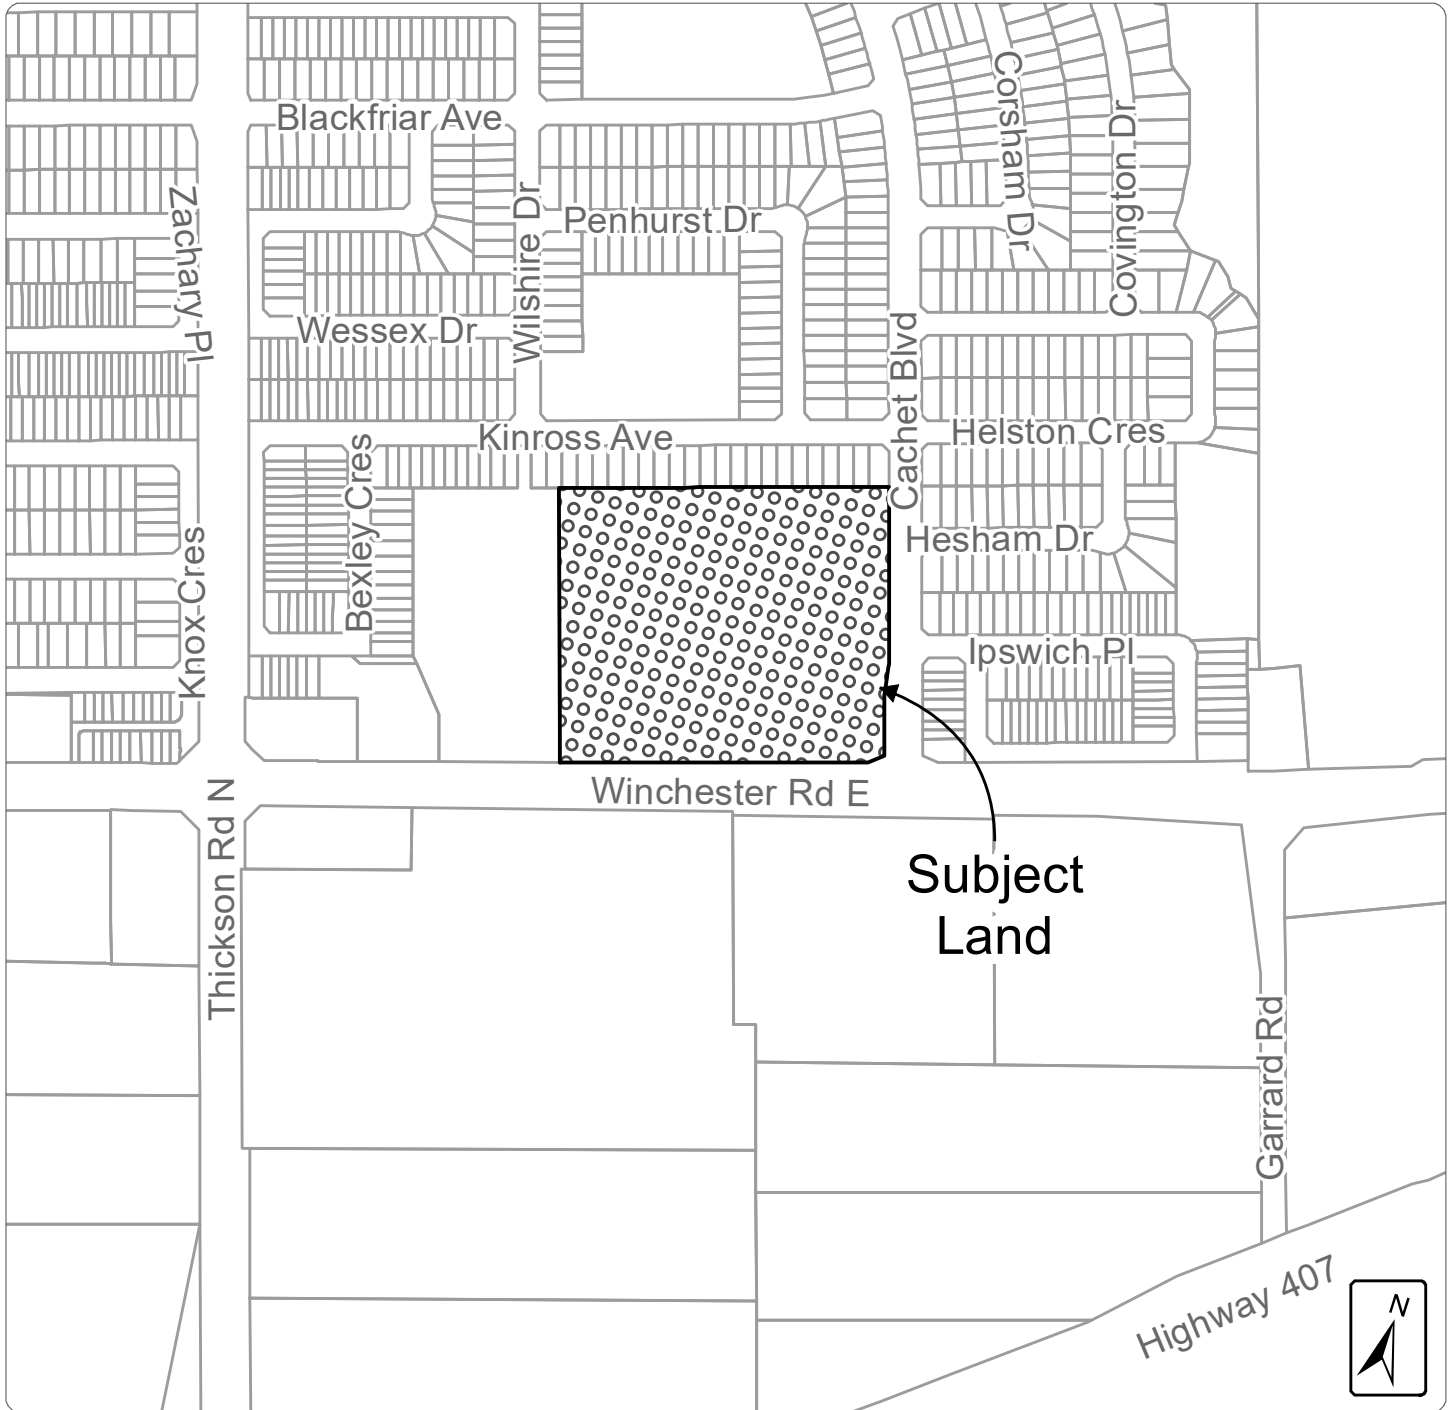 Blackfriar Ave
Corsham Dr
Covington Dr
Zachary Pl
Wilshire Dr
Penhurst Dr
Wessex Dr
Cachet Blvd
Kinross Ave
Helston Cres
Bexley Cres
Knox Cres
Hesham Dr
Ipswich Pl
Winchester Rd E
Thickson Rd N
Subject
Land
Garrard Rd
Highway 407
N